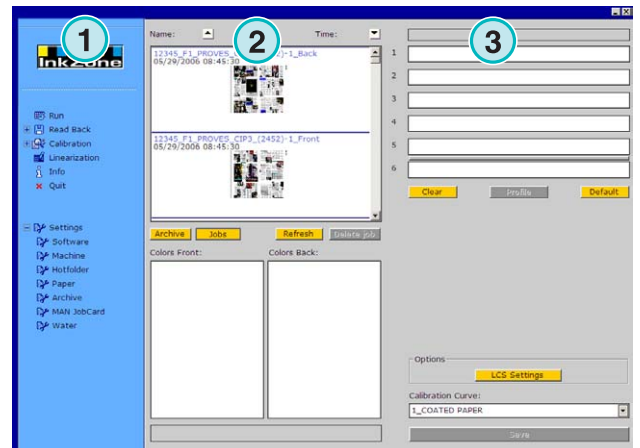 1
InkZone
Run
Read Back
Calibration
Linearization
Info
Quit
Settings
Software
Machine
Hotfolder
Paper
Archive
MAN JobCard
Water
2
Name:
Time:
12345_F1_PROVES_CIP3_(2452)-1_Back
05/29/2006 08:45:30
12345_F1_PROVES_CIP3_(2452)-1_Front
05/29/2006 08:45:30
Archive
Jobs
Refresh
Delete job
Colors Front:
Colors Back:
3
1
2
3
4
5
6
Clear
Profile
Default
Options
LCS Settings
Calibration Curve:
1_COATED PAPER
Save